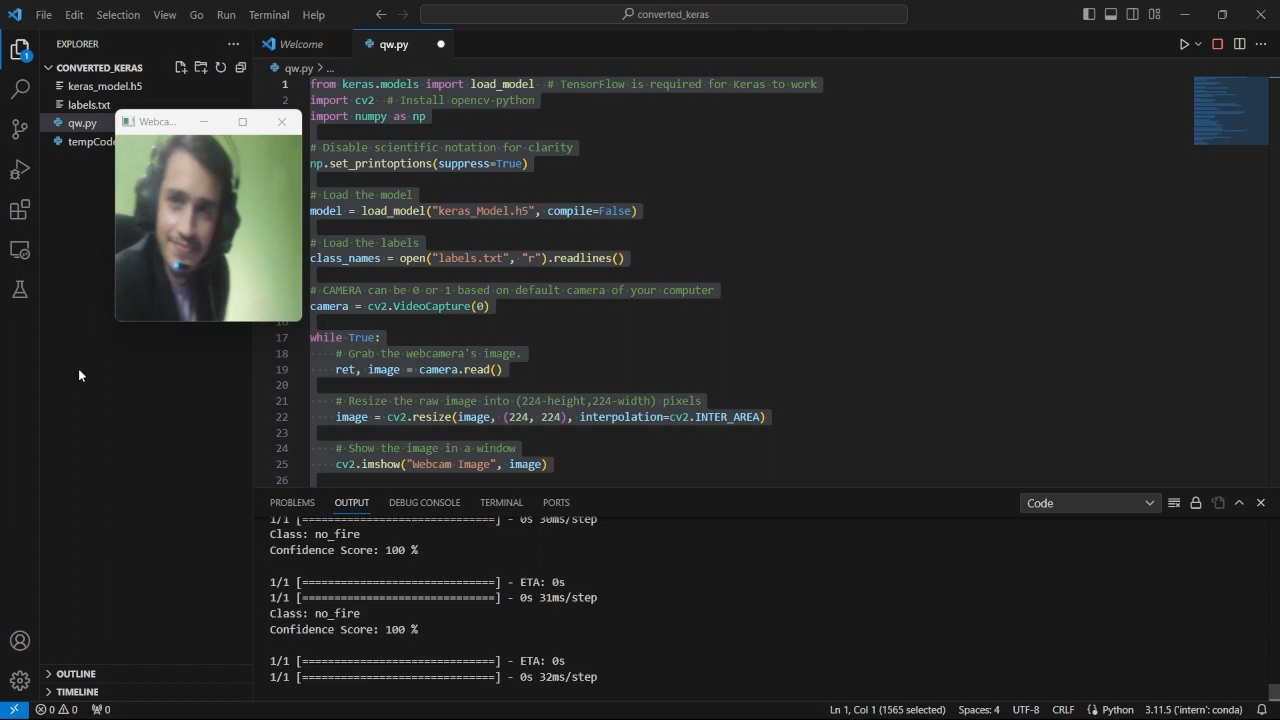 File Edit Selection View Go Run Terminal Help
converted_keras
EXPLORER
Welcome
qw.py
CONVERTED_KERAS
qw.py > ...
keras_model.h5
labels.txt
qw.py
tempCode
1
Webca...
1 from keras.models import load_model # TensorFlow is required for Keras to work
2 import cv2 # Install opencv-python
import numpy as np
# Disable scientific notation for clarity
np.set_printoptions(suppress=True)
# Load the model
model = load_model("keras_Model.h5", compile=False)
# Load the labels
class_names = open("labels.txt", "r").readlines()
# CAMERA can be 0 or 1 based on default camera of your computer
camera = cv2.VideoCapture(0)
17 while True:
18 # Grab the webcamera's image.
19 ret, image = camera.read()
20
21 # Resize the raw image into (224-height,224-width) pixels
22 image = cv2.resize(image, (224, 224), interpolation=cv2.INTER_AREA)
23
24 # Show the image in a window
25 cv2.imshow("Webcam Image", image)
26
PROBLEMS OUTPUT DEBUG CONSOLE TERMINAL PORTS
Code
1/1 [==============================] - 0s 30ms/step
Class: no_fire
Confidence Score: 100 %
1/1 [==============================] - ETA: 0s
1/1 [==============================] - 0s 31ms/step
Class: no_fire
Confidence Score: 100 %
1/1 [==============================] - ETA: 0s
1/1 [==============================] - 0s 32ms/step
OUTLINE
TIMELINE
0 0 0
Ln 1, Col 1 (1565 selected) Spaces: 4 UTF-8 CRLF Python 3.11.5 ('intern': conda)